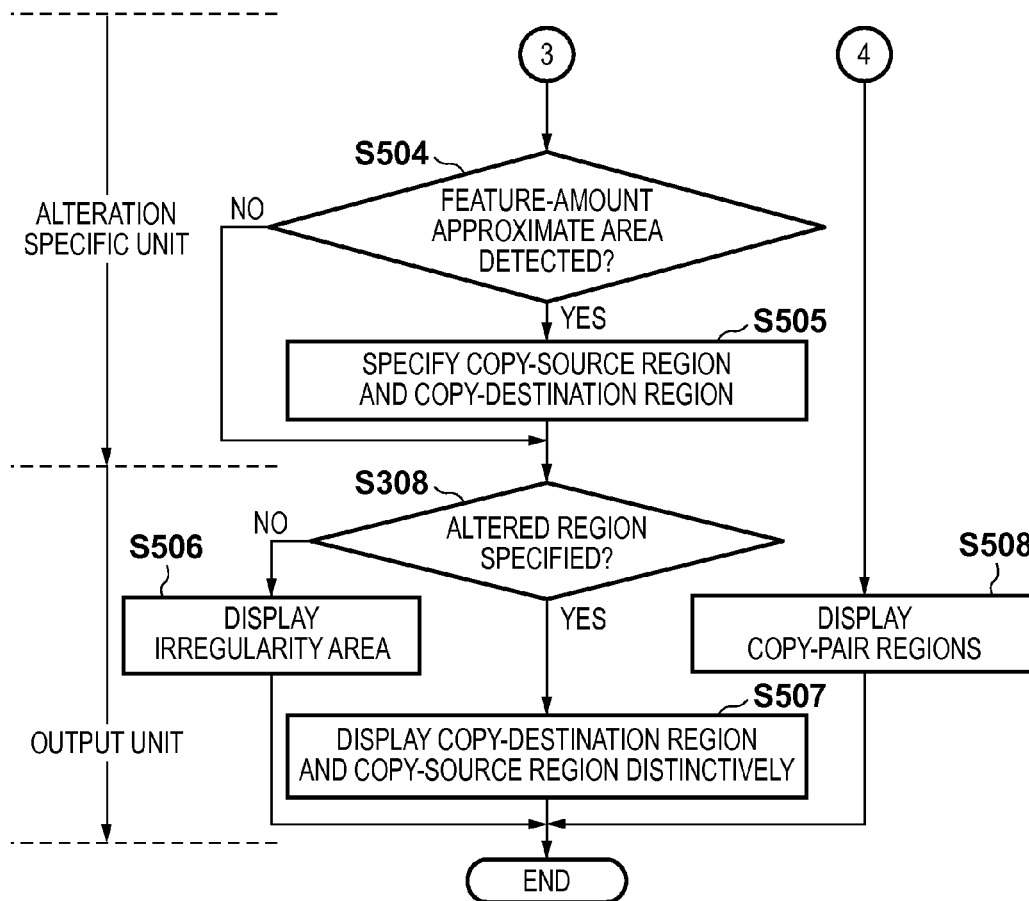 3
4
S504
FEATURE-AMOUNT
APPROXIMATE AREA
DETECTED?
NO
YES
ALTERATION
SPECIFIC UNIT
S505
SPECIFY COPY-SOURCE REGION
AND COPY-DESTINATION REGION
S308
ALTERED REGION
SPECIFIED?
NO
YES
S506
DISPLAY
IRREGULARITY AREA
S508
DISPLAY
COPY-PAIR REGIONS
S507
DISPLAY COPY-DESTINATION REGION
AND COPY-SOURCE REGION DISTINCTIVELY
OUTPUT UNIT
END